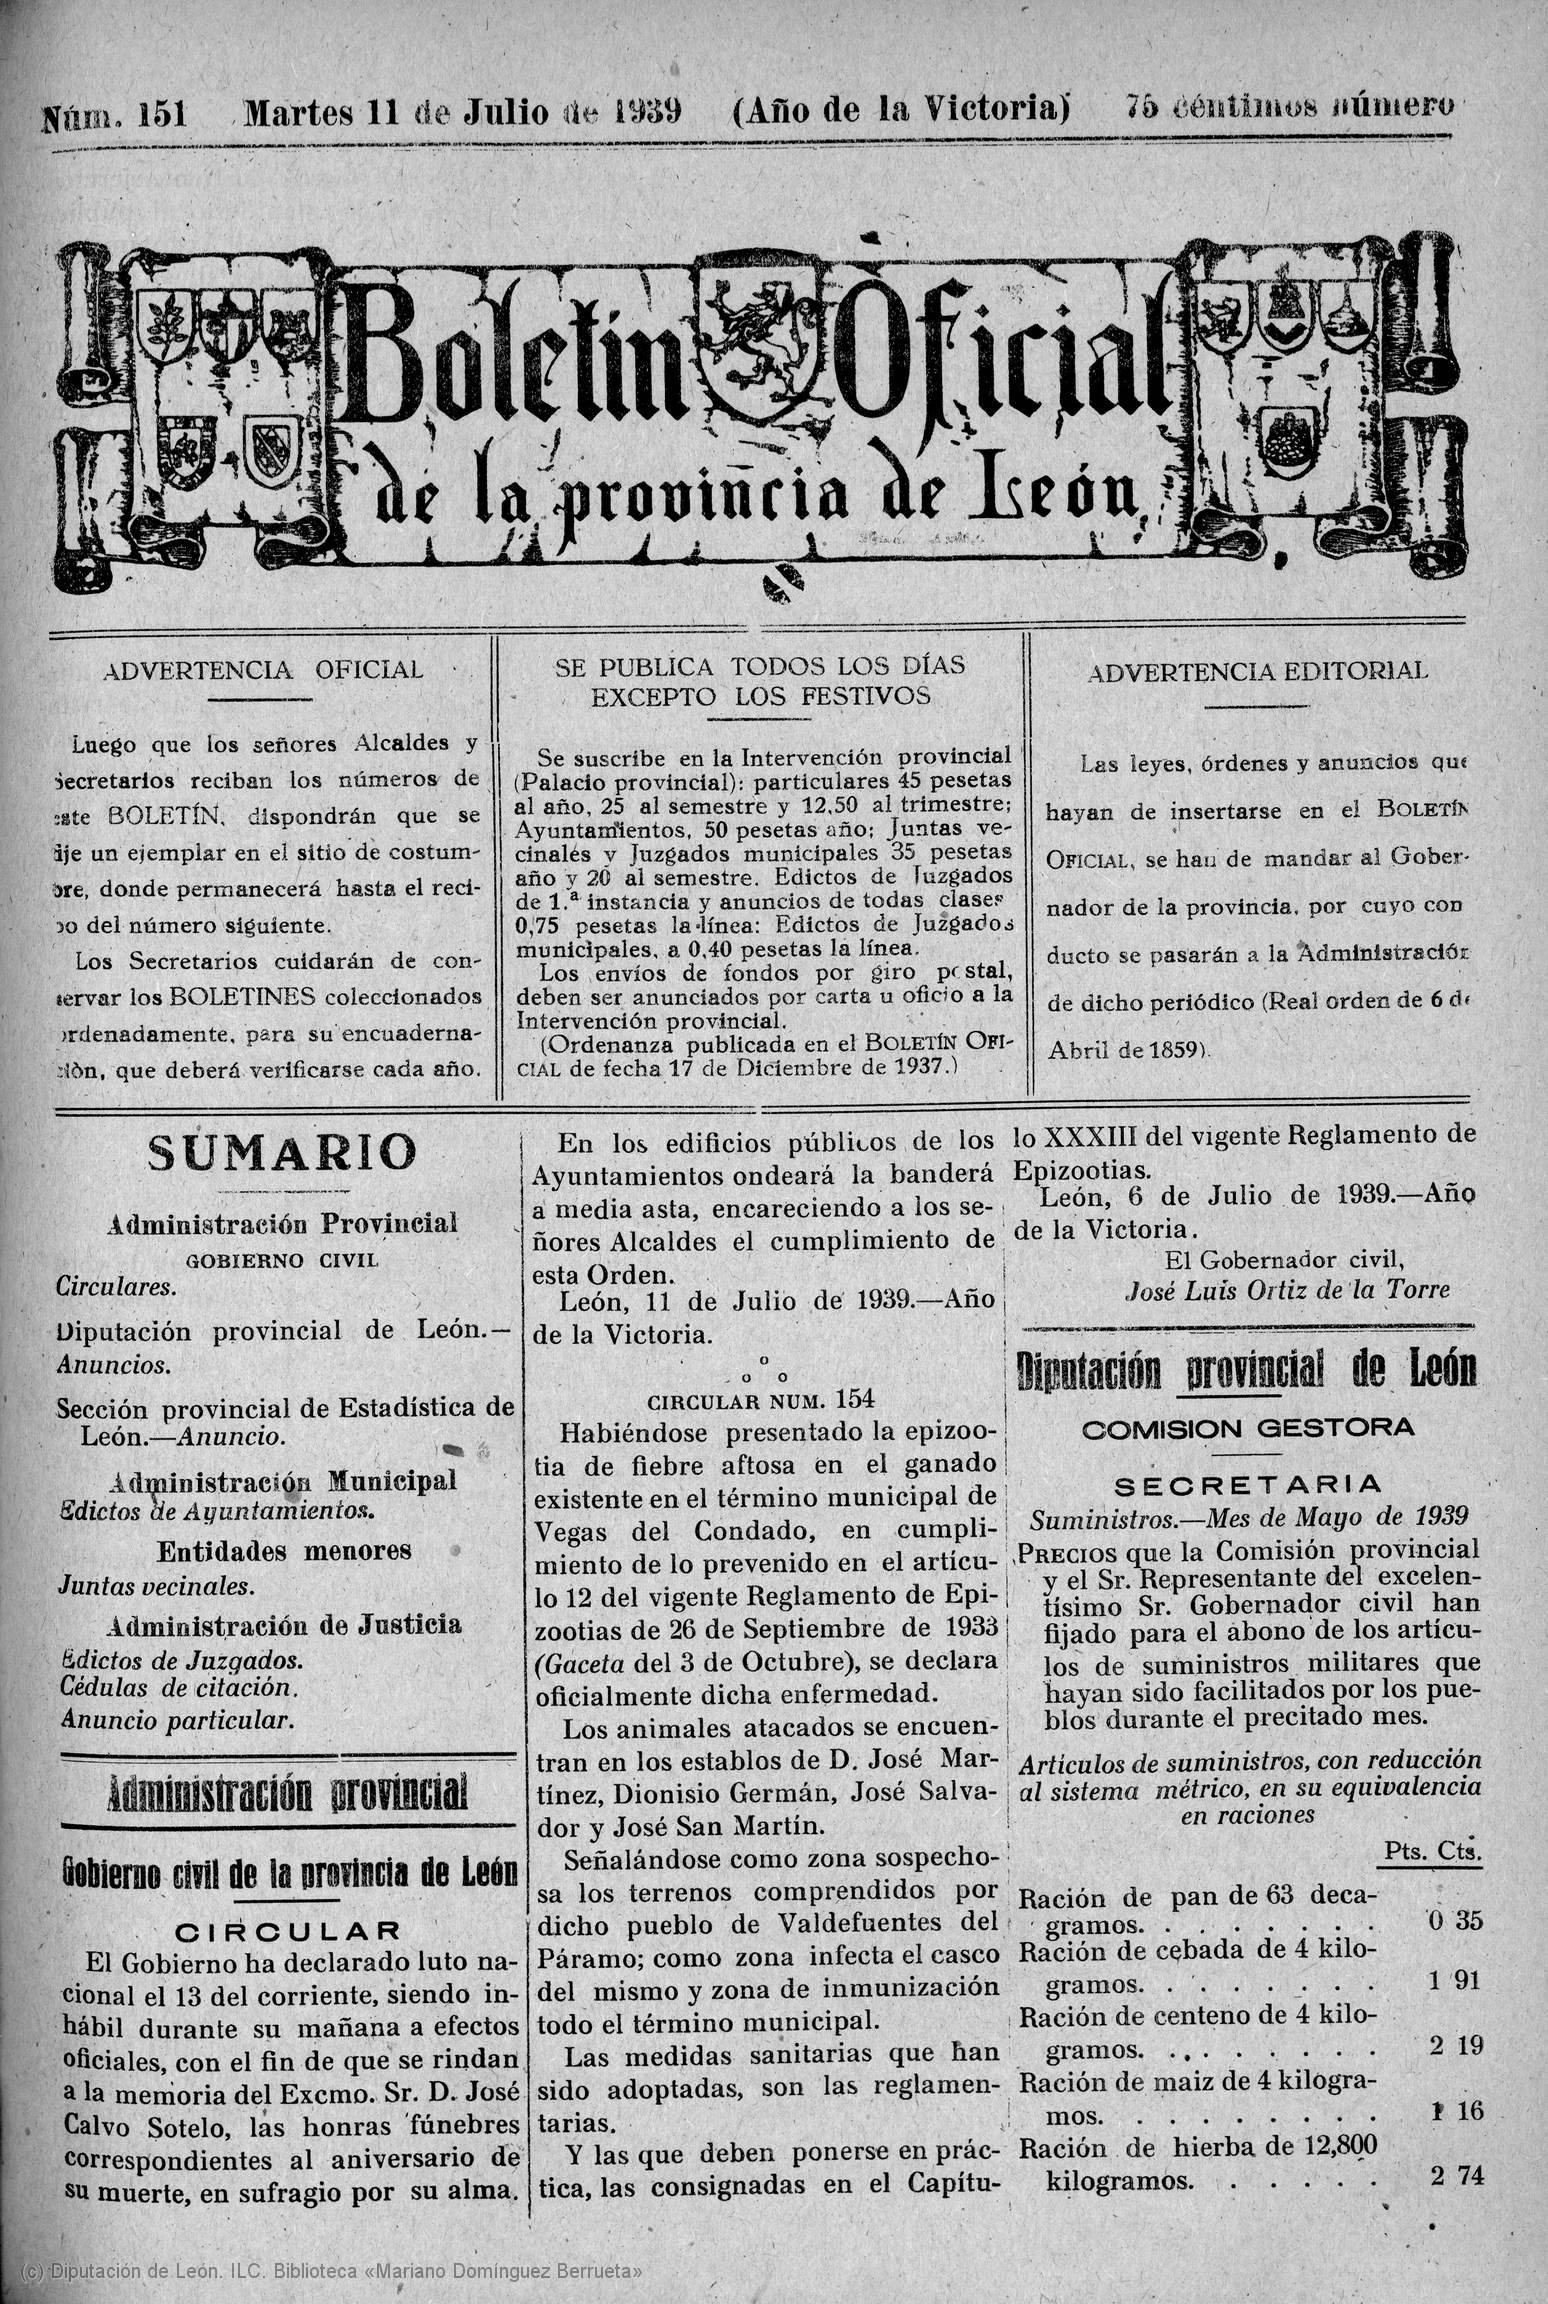 Núm. 151 Martes 11 de Julio de 1939 (Año de la Victoria) 75 céntimos número
Boletín Oficial
de la provincia de León
ADVERTENCIA OFICIAL
Luego que los señores Alcaldes y
Secretarios reciban los números de
este BOLETÍN, dispondrán que se
fije un ejemplar en el sitio de costum-
bre, donde permanecerá hasta el reci-
bo del número siguiente.
Los Secretarios cuidarán de con-
servar los BOLETINES coleccionados
ordenadamente, para su encuaderna-
ción, que deberá verificarse cada año.
SE PUBLICA TODOS LOS DÍAS
EXCEPTO LOS FESTIVOS
Se suscribe en la Intervención provincial
(Palacio provincial): particulares 45 pesetas
al año, 25 al semestre y 12,50 al trimestre;
Ayuntamientos, 50 pesetas año; Juntas ve-
cinales y Juzgados municipales 35 pesetas
año y 20 al semestre. Edictos de Juzgados
de 1.ª instancia y anuncios de todas clases
0,75 pesetas la línea: Edictos de Juzgados
municipales, a 0,40 pesetas la línea.
Los envíos de fondos por giro postal,
deben ser anunciados por carta u oficio a la
Intervención provincial.
(Ordenanza publicada en el BOLETÍN OFI-
CIAL de fecha 17 de Diciembre de 1937.)
ADVERTENCIA EDITORIAL
Las leyes, órdenes y anuncios que
hayan de insertarse en el BOLETÍN
OFICIAL, se han de mandar al Gober-
nador de la provincia, por cuyo con
ducto se pasarán a la Administración
de dicho periódico (Real orden de 6 de
Abril de 1859).
SUMARIO
Administración Provincial
GOBIERNO CIVIL
Circulares.
Diputación provincial de León.—
Anuncios.
Sección provincial de Estadística de
León.—Anuncio.
Administración Municipal
Edictos de Ayuntamientos.
Entidades menores
Juntas vecinales.
Administración de Justicia
Edictos de Juzgados.
Cédulas de citación.
Anuncio particular.
Administración provincial
Gobierno civil de la provincia de León
CIRCULAR
El Gobierno ha declarado luto na-
cional el 13 del corriente, siendo in-
hábil durante su mañana a efectos
oficiales, con el fin de que se rindan
a la memoria del Excmo. Sr. D. José
Calvo Sotelo, las honras fúnebres
correspondientes al aniversario de
su muerte, en sufragio por su alma.
En los edificios públicos de los
Ayuntamientos ondeará la banderá
a media asta, encareciendo a los se-
ñores Alcaldes el cumplimiento de
esta Orden.
León, 11 de Julio de 1939.—Año
de la Victoria.
o
o o
CIRCULAR NUM. 154
Habiéndose presentado la epizoo-
tia de fiebre aftosa en el ganado
existente en el término municipal de
Vegas del Condado, en cumpli-
miento de lo prevenido en el artícu-
lo 12 del vigente Reglamento de Epi-
zootias de 26 de Septiembre de 1933
(Gaceta del 3 de Octubre), se declara
oficialmente dicha enfermedad.
Los animales atacados se encuen-
tran en los establos de D. José Mar-
tínez, Dionisio Germán, José Salva-
dor y José San Martín.
Señalándose como zona sospecho-
sa los terrenos comprendidos por
dicho pueblo de Valdefuentes del
Páramo; como zona infecta el casco
del mismo y zona de inmunización
todo el término municipal.
Las medidas sanitarias que han
sido adoptadas, son las reglamen-
tarias.
Y las que deben ponerse en prác-
tica, las consignadas en el Capítu-
lo XXXIII del vigente Reglamento de
Epizootias.
León, 6 de Julio de 1939.—Año
de la Victoria.
El Gobernador civil,
José Luis Ortiz de la Torre
Diputación provincial de León
COMISION GESTORA
SECRETARIA
Suministros.—Mes de Mayo de 1939
PRECIOS que la Comisión provincial
y el Sr. Representante del excelen-
tísimo Sr. Gobernador civil han
fijado para el abono de los artícu-
los de suministros militares que
hayan sido facilitados por los pue-
blos durante el precitado mes.
Artículos de suministros, con reducción
al sistema métrico, en su equivalencia
en raciones
Pts. Cts.
Ración de pan de 63 deca-
gramos. . . . . . . . 0 35
Ración de cebada de 4 kilo-
gramos. . . . . . . . 1 91
Ración de centeno de 4 kilo-
gramos. . . . . . . . 2 19
Ración de maiz de 4 kilogra-
mos. . . . . . . . . 1 16
Ración de hierba de 12,800
kilogramos. . . . . . 2 74
(c) Diputación de León. ILC. Biblioteca «Mariano Domínguez Berrueta»